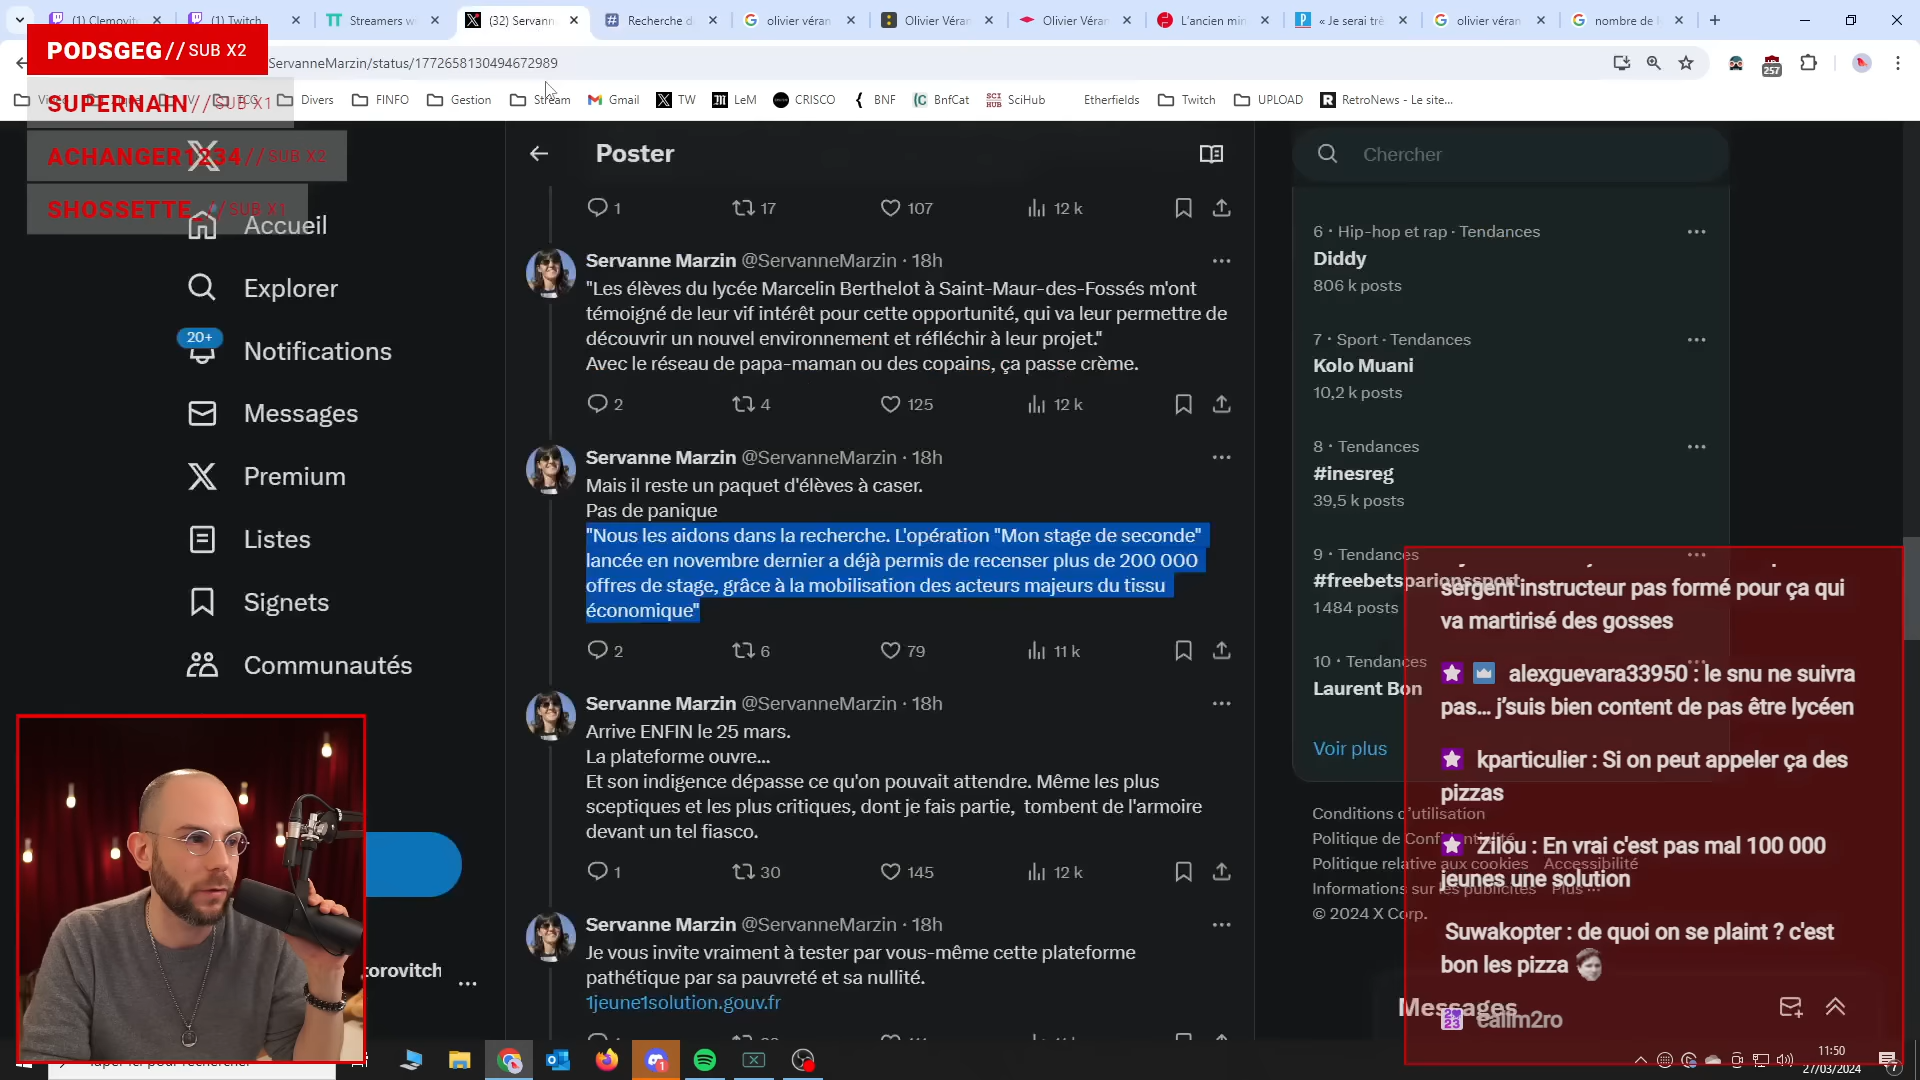 (1) Clemovitch
(1) Twitch
Streamers w
(32) Servann
Recherche d
olivier véran
Olivier Véran
Olivier Véran
L'ancien min
« Je serai trè
olivier véran
nombre de l
PODSGEG // SUB X2
ServanneMarzin/status/1772658130494672989
257
SUPERNAIN // SUB X1
Divers
FINFO
Gestion
Stream
Gmail
TW
LeM
CRISCO
BNF
BnfCat
SciHub
Etherfields
Twitch
UPLOAD
RetroNews - Le site...
ACHANGER1234 // SUB X2
SHOSSETTE_ // SUB X1
Accueil
Explorer
20+
Notifications
Messages
Premium
Listes
Signets
Communautés
orovitch
Poster
1 17 107 12 k
Servanne Marzin @ServanneMarzin · 18h
"Les élèves du lycée Marcelin Berthelot à Saint-Maur-des-Fossés m'ont
témoigné de leur vif intérêt pour cette opportunité, qui va leur permettre de
découvrir un nouvel environnement et réfléchir à leur projet."
Avec le réseau de papa-maman ou des copains, ça passe crème.
2 4 125 12 k
Servanne Marzin @ServanneMarzin · 18h
Mais il reste un paquet d'élèves à caser.
Pas de panique
"Nous les aidons dans la recherche. L'opération "Mon stage de seconde"
lancée en novembre dernier a déjà permis de recenser plus de 200 000
offres de stage, grâce à la mobilisation des acteurs majeurs du tissu
économique"
2 6 79 11 k
Servanne Marzin @ServanneMarzin · 18h
Arrive ENFIN le 25 mars.
La plateforme ouvre...
Et son indigence dépasse ce qu'on pouvait attendre. Même les plus
sceptiques et les plus critiques, dont je fais partie, tombent de l'armoire
devant un tel fiasco.
1 30 145 12 k
Servanne Marzin @ServanneMarzin · 18h
Je vous invite vraiment à tester par vous-même cette plateforme
pathétique par sa pauvreté et sa nullité.
1jeune1solution.gouv.fr
Chercher
6 · Hip-hop et rap · Tendances
Diddy
806 k posts
7 · Sport · Tendances
Kolo Muani
10,2 k posts
8 · Tendances
#inesreg
39,5 k posts
9 · Tendances
#freebetsparionssport
1 484 posts
10 · Tendances
Laurent Bon
Voir plus
Conditions d'utilisation
Politique de Confidentialité
Politique relative aux cookies Accessibilité
Informations sur les publicités Plus ...
© 2024 X Corp.
Messages
sergent instructeur pas formé pour ça qui
va martirisé des gosses
alexguevara33950 : le snu ne suivra
pas... j'suis bien content de pas être lycéen
kparticulier : Si on peut appeler ça des
pizzas
Zilou : En vrai c'est pas mal 100 000
jeunes une solution
Suwakopter : de quoi on se plaint ? c'est
bon les pizza
11:50
27/03/2024